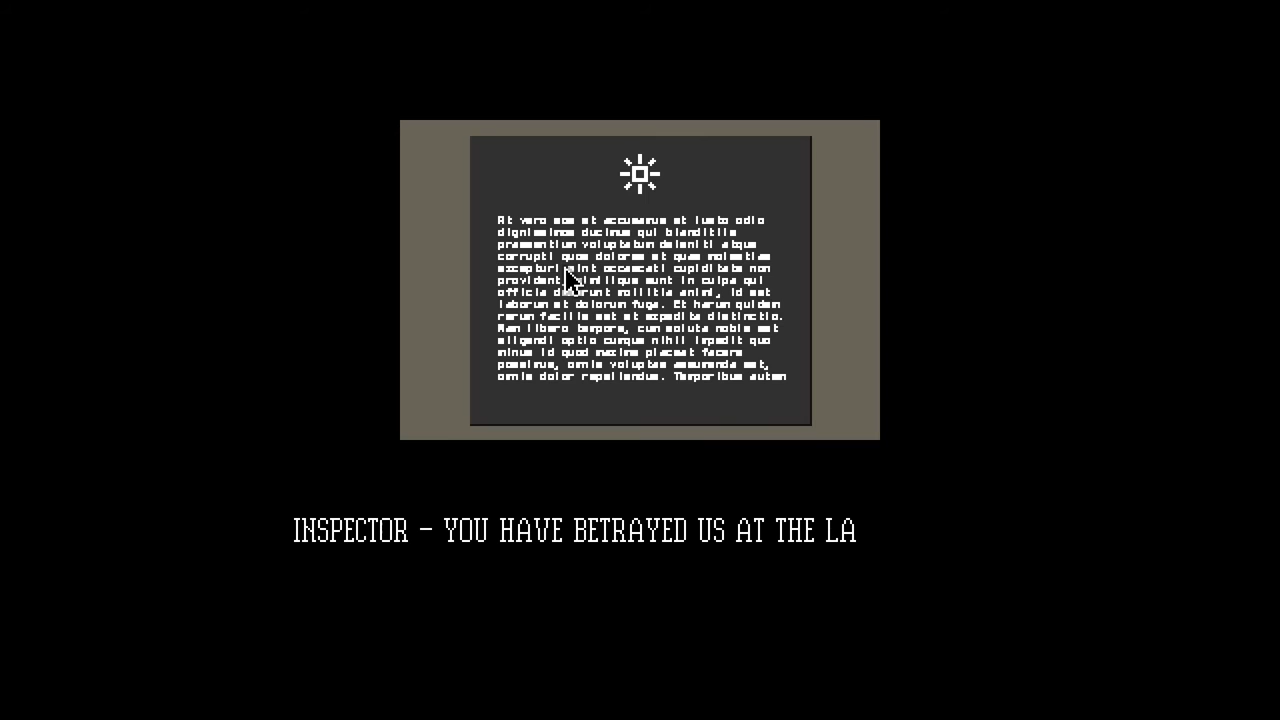 At vero eos et accusamus et iusto odio
dignissimos ducimus qui blanditiis
praesentium voluptatum deleniti atque
corrupti quos dolores et quas molestias
excepturi sint occaecati cupiditate non
provident, similique sunt in culpa qui
officia deserunt mollitia animi, id est
laborum et dolorum fuga. Et harum quidem
rerum facilis est et expedita distinctio.
Nam libero tempore, cum soluta nobis est
eligendi optio cumque nihil impedit quo
minus id quod maxime placeat facere
possimus, omnis voluptas assumenda est,
omnis dolor repellendus. Temporibus autem
INSPECTOR - YOU HAVE BETRAYED US AT THE LA